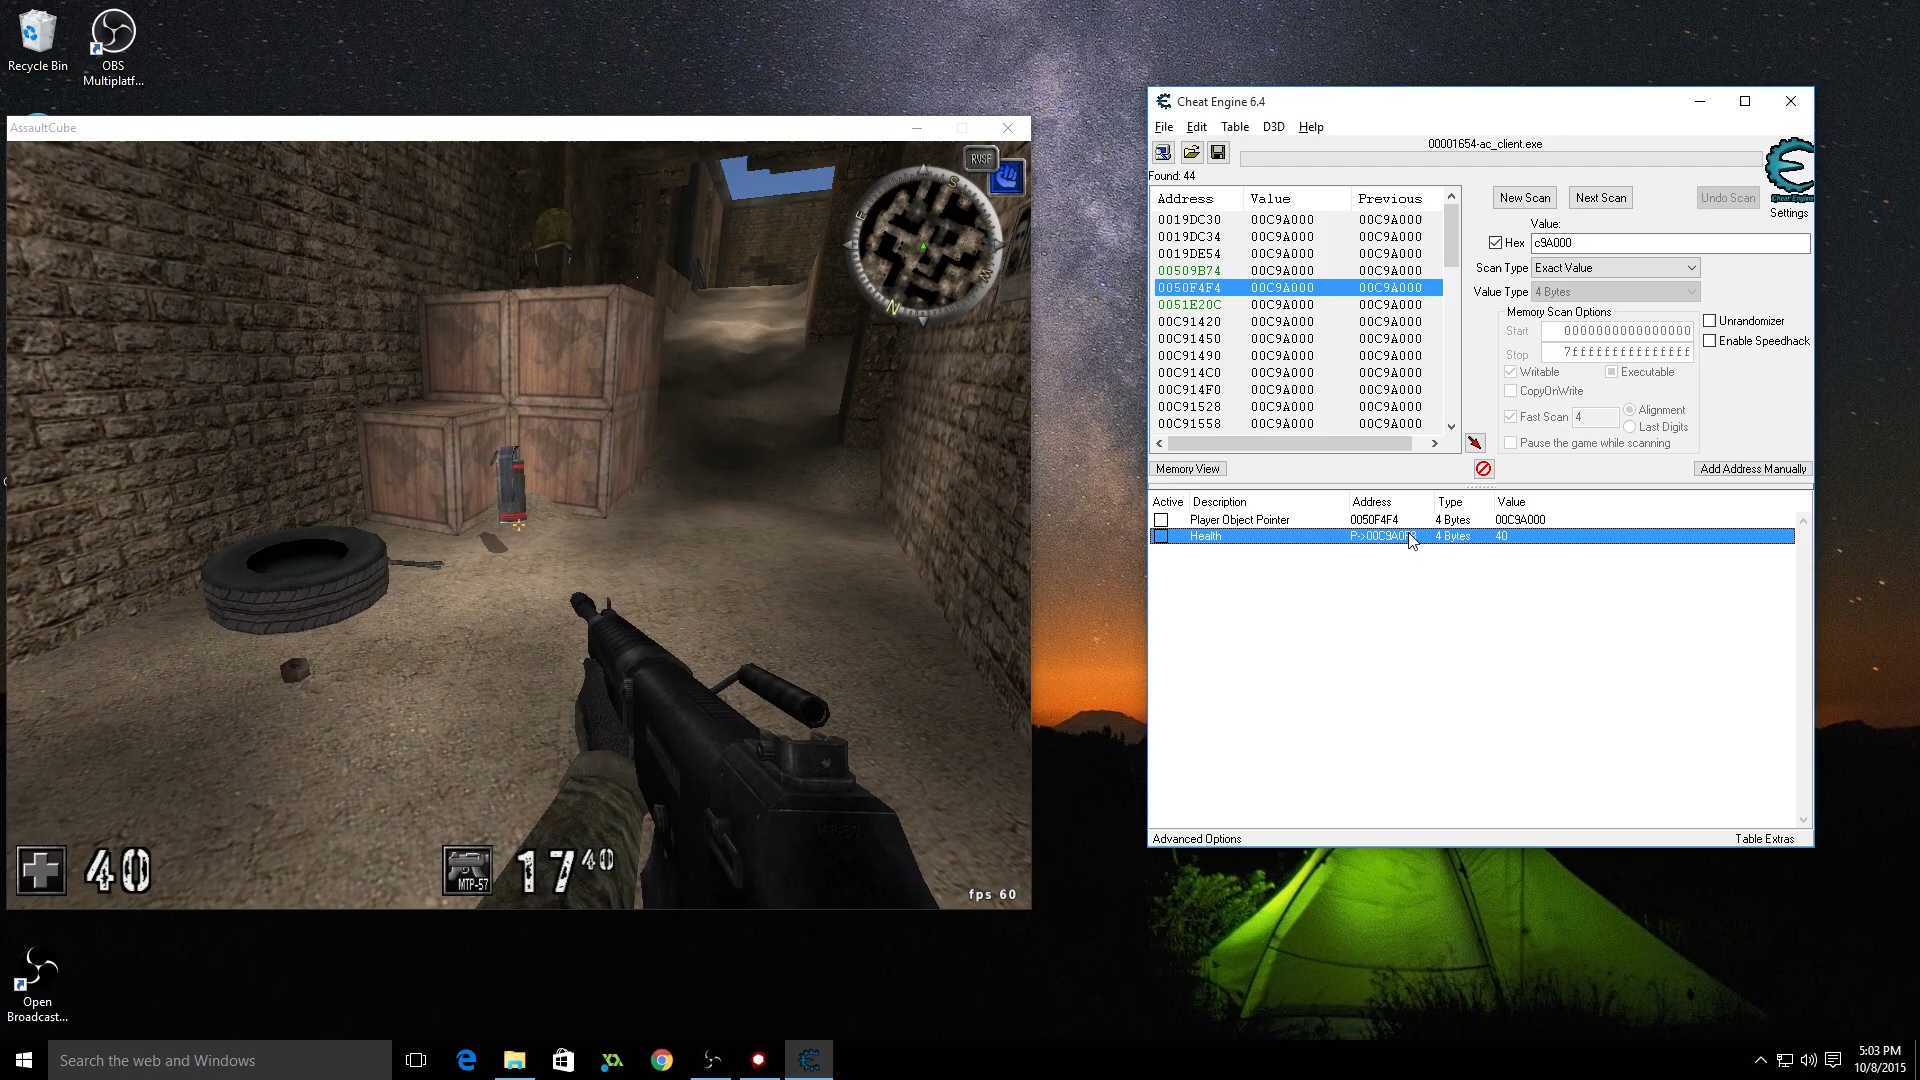 Recycle Bin
OBS
Multiplatf...
AssaultCube
RVSF
S
E
W
N
40
MTP-57
17 40
fps 60
Cheat Engine 6.4
File Edit Table D3D Help
00001654-ac_client.exe
Found: 44
Address Value Previous
0019DC30 00C9A000 00C9A000
0019DC34 00C9A000 00C9A000
0019DE54 00C9A000 00C9A000
00509B74 00C9A000 00C9A000
0050F4F4 00C9A000 00C9A000
0051E20C 00C9A000 00C9A000
00C91420 00C9A000 00C9A000
00C91450 00C9A000 00C9A000
00C91490 00C9A000 00C9A000
00C914C0 00C9A000 00C9A000
00C914F0 00C9A000 00C9A000
00C91528 00C9A000 00C9A000
00C91558 00C9A000 00C9A000
New Scan Next Scan Undo Scan
Cheat Engine
Settings
Value:
Hex c9A000
Scan Type Exact Value
Value Type 4 Bytes
Memory Scan Options
Start 0000000000000000
Stop 7fffffffffffffff
Writable Executable
CopyOnWrite
Fast Scan 4 Alignment
Last Digits
Pause the game while scanning
Unrandomizer
Enable Speedhack
Memory View Add Address Manually
Active Description Address Type Value
Player Object Pointer 0050F4F4 4 Bytes 00C9A000
Health 4 Bytes 40
Advanced Options Table Extras
Open
Broadcast...
Search the web and Windows
5:03 PM
10/8/2015